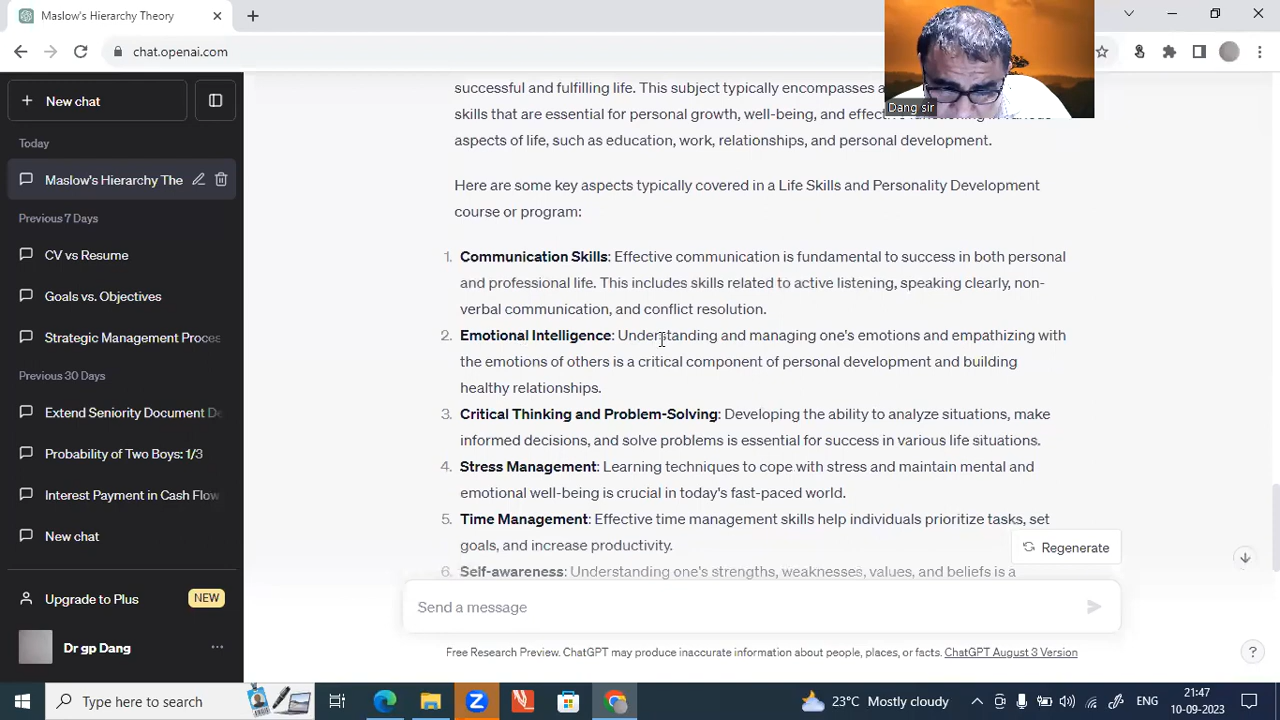 Maslow's Hierarchy Theory
chat.openai.com
Dang sir
New chat
Today
Maslow's Hierarchy The
Previous 7 Days
CV vs Resume
Goals vs. Objectives
Strategic Management Proces
Previous 30 Days
Extend Seniority Document De
Probability of Two Boys: 1/3
Interest Payment in Cash Flow
New chat
Upgrade to Plus
NEW
Dr gp Dang
successful and fulfilling life. This subject typically encompasses a
skills that are essential for personal growth, well-being, and effective functioning in various
aspects of life, such as education, work, relationships, and personal development.
Here are some key aspects typically covered in a Life Skills and Personality Development
course or program:
1. Communication Skills: Effective communication is fundamental to success in both personal
and professional life. This includes skills related to active listening, speaking clearly, non-
verbal communication, and conflict resolution.
2. Emotional Intelligence: Understanding and managing one's emotions and empathizing with
the emotions of others is a critical component of personal development and building
healthy relationships.
3. Critical Thinking and Problem-Solving: Developing the ability to analyze situations, make
informed decisions, and solve problems is essential for success in various life situations.
4. Stress Management: Learning techniques to cope with stress and maintain mental and
emotional well-being is crucial in today's fast-paced world.
5. Time Management: Effective time management skills help individuals prioritize tasks, set
goals, and increase productivity.
6. Self-awareness: Understanding one's strengths, weaknesses, values, and beliefs is a
Regenerate
Send a message
Free Research Preview. ChatGPT may produce inaccurate information about people, places, or facts. ChatGPT August 3 Version
?
Type here to search
23°C Mostly cloudy
ENG
21:47
10-09-2023